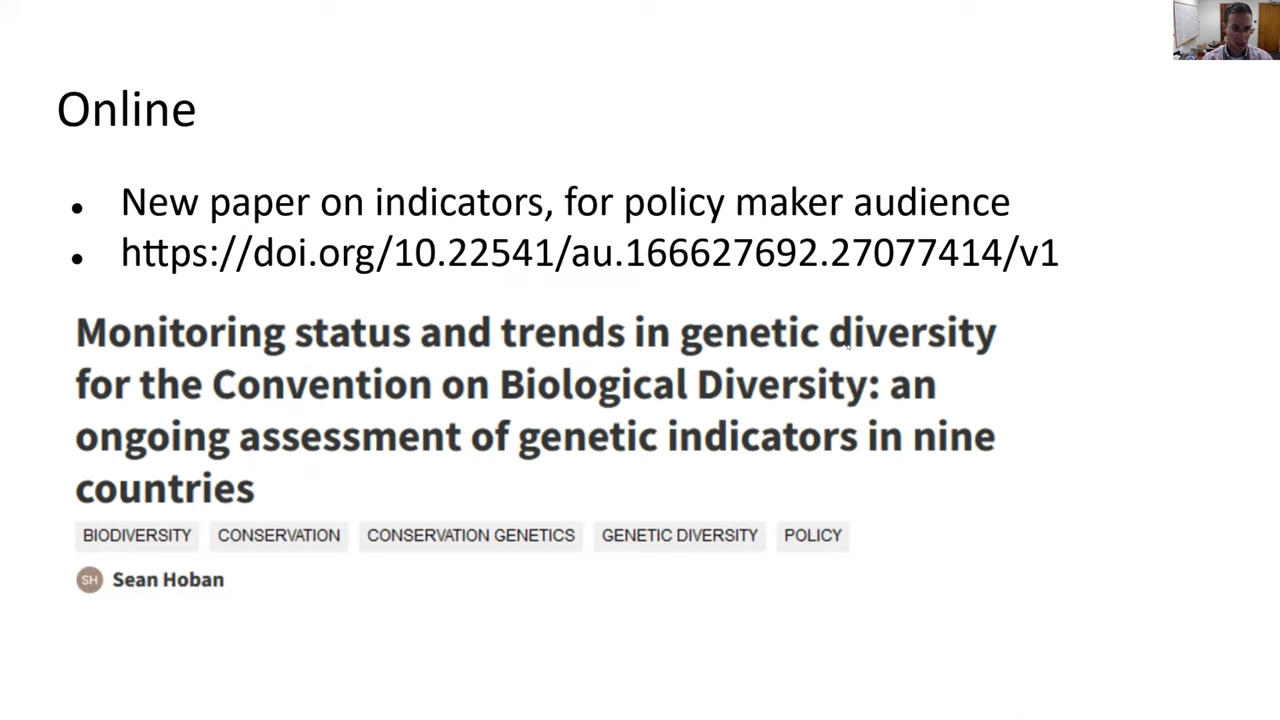 Online
• New paper on indicators, for policy maker audience
• https://doi.org/10.22541/au.166627692.27077414/v1
Monitoring status and trends in genetic diversity
for the Convention on Biological Diversity: an
ongoing assessment of genetic indicators in nine
countries
BIODIVERSITY CONSERVATION CONSERVATION GENETICS GENETIC DIVERSITY POLICY
SH Sean Hoban